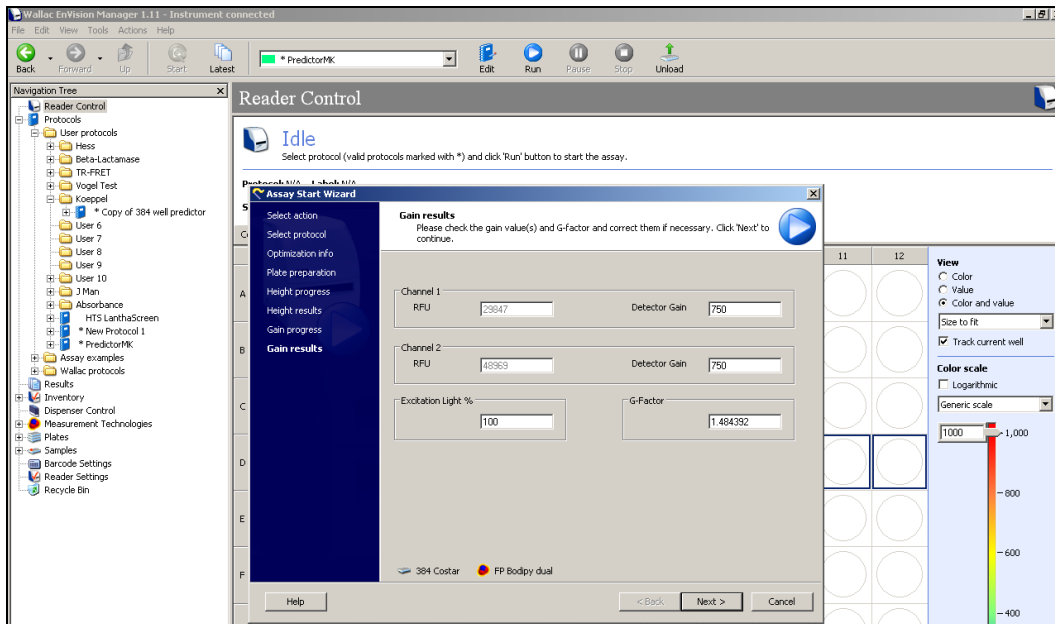 Wallac EnVision Manager 1.11 - Instrument connected
File Edit View Tools Actions Help
Back Forward Up Start Latest * PredictorMK Edit Run Pause Stop Unload
Navigation Tree
Reader Control
Protocols
User protocols
Hess
Beta-Lactamase
TR-FRET
Vogel Test
Koeppel
* Copy of 384 well predictor
User 6
User 7
User 8
User 9
User 10
J Man
Absorbance
HTS LanthaScreen
* New Protocol 1
* PredictorMK
Assay examples
Wallac protocols
Results
Inventory
Dispenser Control
Measurement Technologies
Plates
Samples
Barcode Settings
Reader Settings
Recycle Bin
Reader Control
Idle
Select protocol (valid protocols marked with *) and click 'Run' button to start the assay.
Assay Start Wizard
Select action
Select protocol
Optimization info
Plate preparation
Height progress
Height results
Gain progress
Gain results
Gain results
Please check the gain value(s) and G-factor and correct them if necessary. Click 'Next' to
continue.
Channel 1
RFU 29847 Detector Gain 750
Channel 2
RFU 48969 Detector Gain 750
Excitation Light % G-Factor
100 1.484392
384 Costar FP Bodipy dual
Help < Back Next > Cancel
11 12
A
B
C
D
E
F
View
Color
Value
Color and value
Size to fit
Track current well
Color scale
Logarithmic
Generic scale
1000 1,000
800
600
400